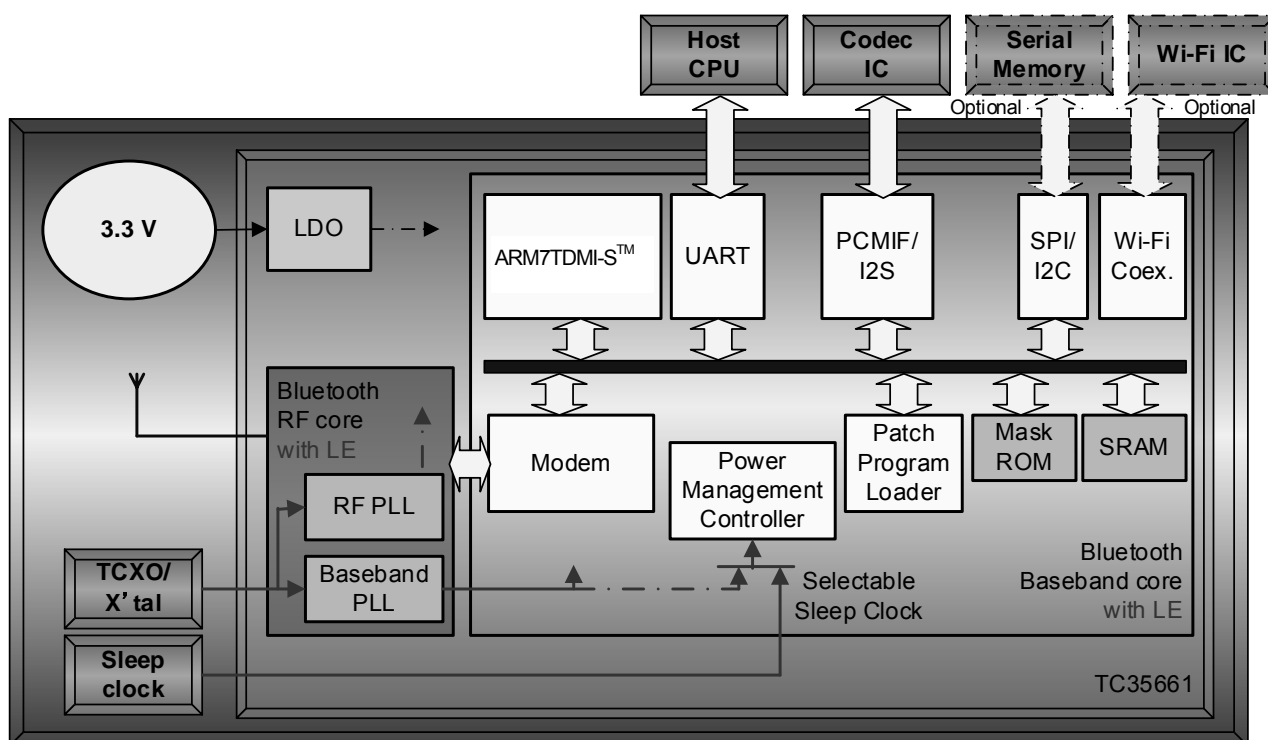 Host
CPU
Codec
IC
Serial
Memory
Wi-Fi IC
Optional
Optional
3.3 V
LDO
ARM7TDMI-S™
UART
PCMIF/
I2S
SPI/
I2C
Wi-Fi
Coex.
Bluetooth
RF core
with LE
Modem
Power
Management
Controller
Patch
Program
Loader
Mask
ROM
SRAM
RF PLL
Baseband
PLL
TCXO/
X'tal
Sleep
clock
Selectable
Sleep Clock
Bluetooth
Baseband core
with LE
TC35661